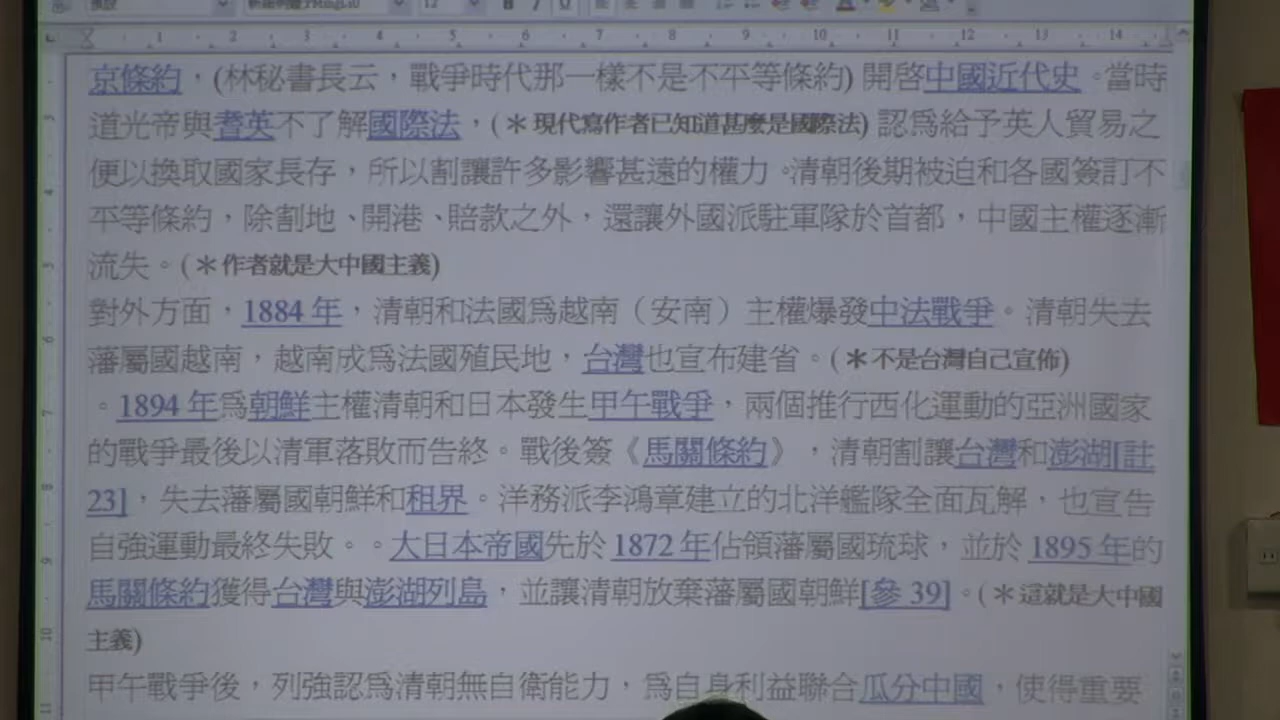 12
1 2 3 4 5 6 7 8 9 10 11 12 13 14
京條約，(林秘書長云，戰爭時代那一樣不是不平等條約) 開啓中國近代史。當時
道光帝與耆英不了解國際法，(＊現代寫作者已知道甚麼是國際法) 認爲給予英人貿易之
便以換取國家長存，所以割讓許多影響甚遠的權力。清朝後期被迫和各國簽訂不
平等條約，除割地、開港、賠款之外，還讓外國派駐軍隊於首都，中國主權逐漸
流失。(＊作者就是大中國主義)
對外方面，1884 年，清朝和法國爲越南（安南）主權爆發中法戰爭。清朝失去
藩屬國越南，越南成爲法國殖民地，台灣也宣布建省。(＊不是台灣自己宣佈)
。1894 年爲朝鮮主權清朝和日本發生甲午戰爭，兩個推行西化運動的亞洲國家
的戰爭最後以清軍落敗而告終。戰後簽《馬關條約》，清朝割讓台灣和澎湖[註
23]，失去藩屬國朝鮮和租界。洋務派李鴻章建立的北洋艦隊全面瓦解，也宣告
自強運動最終失敗。。大日本帝國先於 1872 年佔領藩屬國琉球，並於 1895 年的
馬關條約獲得台灣與澎湖列島，並讓清朝放棄藩屬國朝鮮[參 39]。(＊這就是大中國
主義)
甲午戰爭後，列強認爲清朝無自衛能力，爲自身利益聯合瓜分中國，使得重要